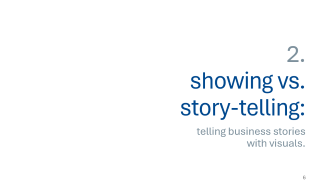 2.
showing vs.
story-telling:
telling business stories
with visuals.
6